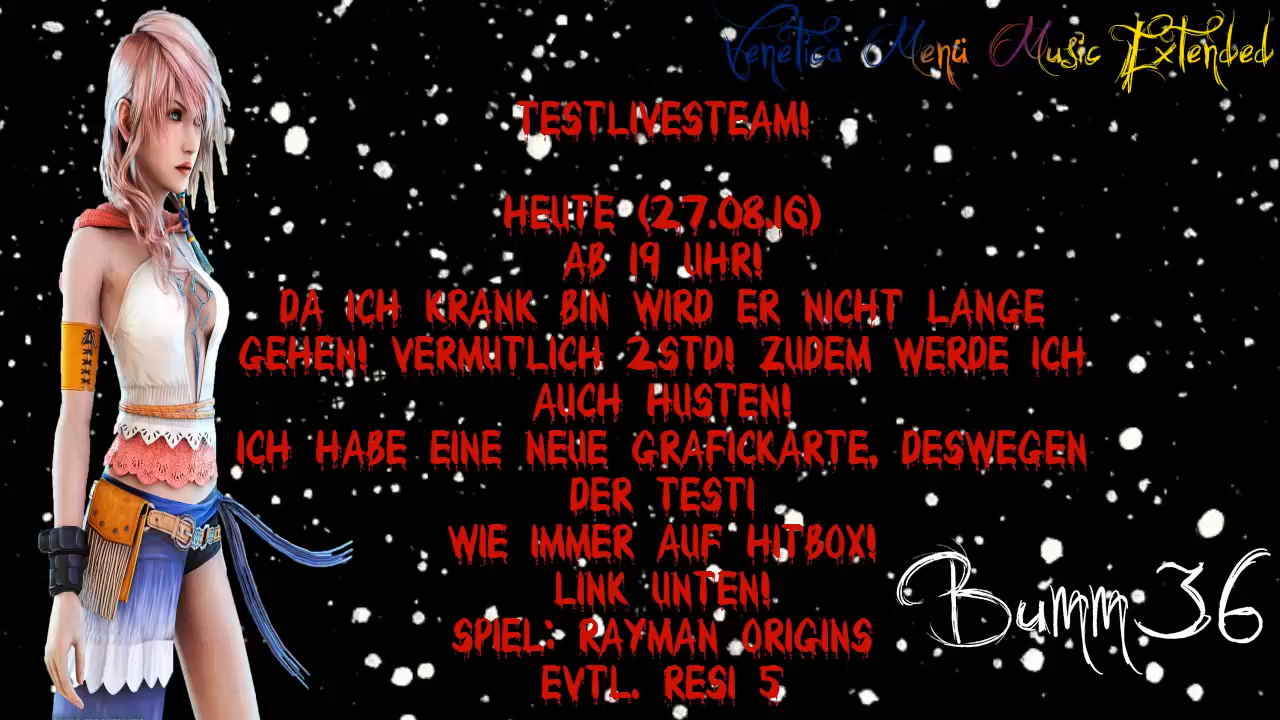 Venetica Menü Music Extended
TESTLIVESTEAM!
HEUTE (27.08.16)
AB 19 UHR!
DA ICH KRANK BIN WIRD ER NICHT LANGE
GEHEN! VERMUTLICH 2STD! ZUDEM WERDE ICH
AUCH HUSTEN!
ICH HABE EINE NEUE GRAFICKARTE, DESWEGEN
DER TEST!
WIE IMMER AUF HITBOX!
LINK UNTEN!
SPIEL: RAYMAN ORIGINS
EVTL. RESI 5
Bumm36